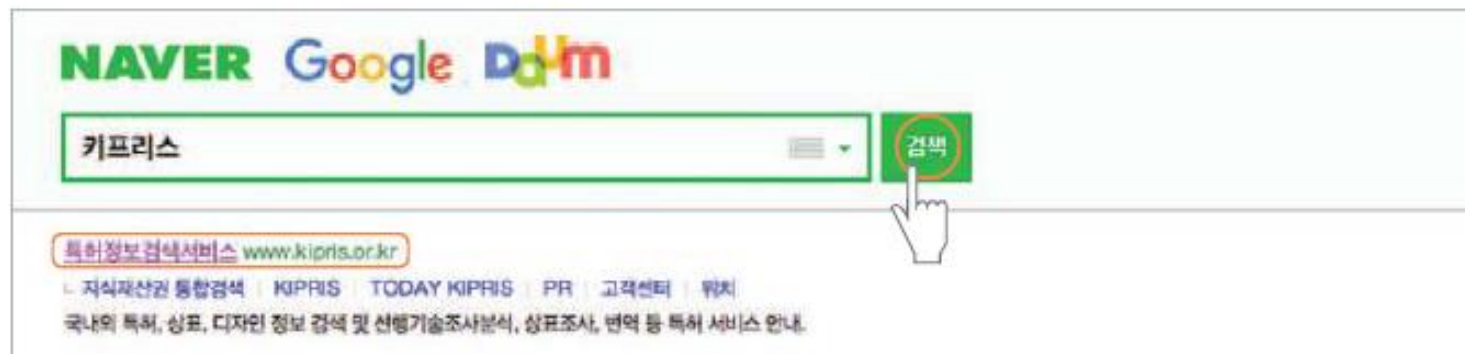 NAVER Google Daum
키프리스 검색
특허정보검색서비스 www.kipris.or.kr
ㄴ 지식재산권 통합검색 | KIPRIS | TODAY KIPRIS | PR | 고객센터 | 위치
국내외 특허, 상표, 디자인 정보 검색 및 선행기술조사분석, 상표조사, 번역 등 특허 서비스 안내.